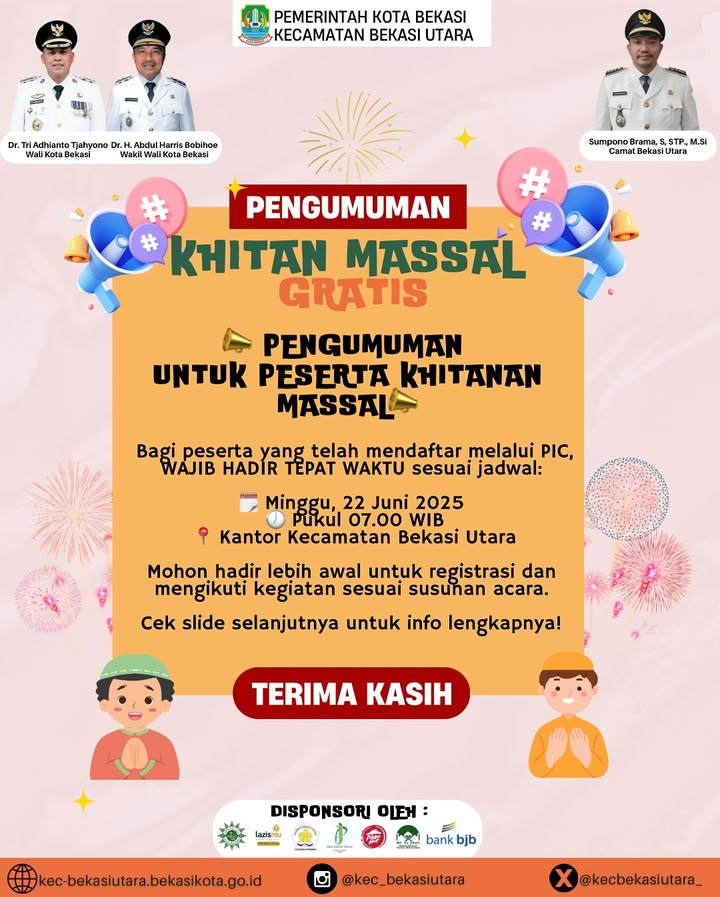 PEMERINTAH KOTA BEKASI
KECAMATAN BEKASI UTARA
Dr. Tri Adhianto Tjahyono
Wali Kota Bekasi
Dr. H. Abdul Harris Bobihoe
Wakil Wali Kota Bekasi
Sumpono Brama, S, STP., M.Si
Camat Bekasi Utara
#
#
#
#
PENGUMUMAN
KHITAN MASSAL
GRATIS
PENGUMUMAN
UNTUK PESERTA KHITANAN
MASSAL
Bagi peserta yang telah mendaftar melalui PIC,
WAJIB HADIR TEPAT WAKTU sesuai jadwal:
Minggu, 22 Juni 2025
Pukul 07.00 WIB
Kantor Kecamatan Bekasi Utara
Mohon hadir lebih awal untuk registrasi dan
mengikuti kegiatan sesuai susunan acara.
Cek slide selanjutnya untuk info lengkapnya!
TERIMA KASIH
DISPONSORI OLEH :
lazismu
bank bjb
kec-bekasiutara.bekasikota.go.id
@kec_bekasiutara
X @kecbekasiutara_